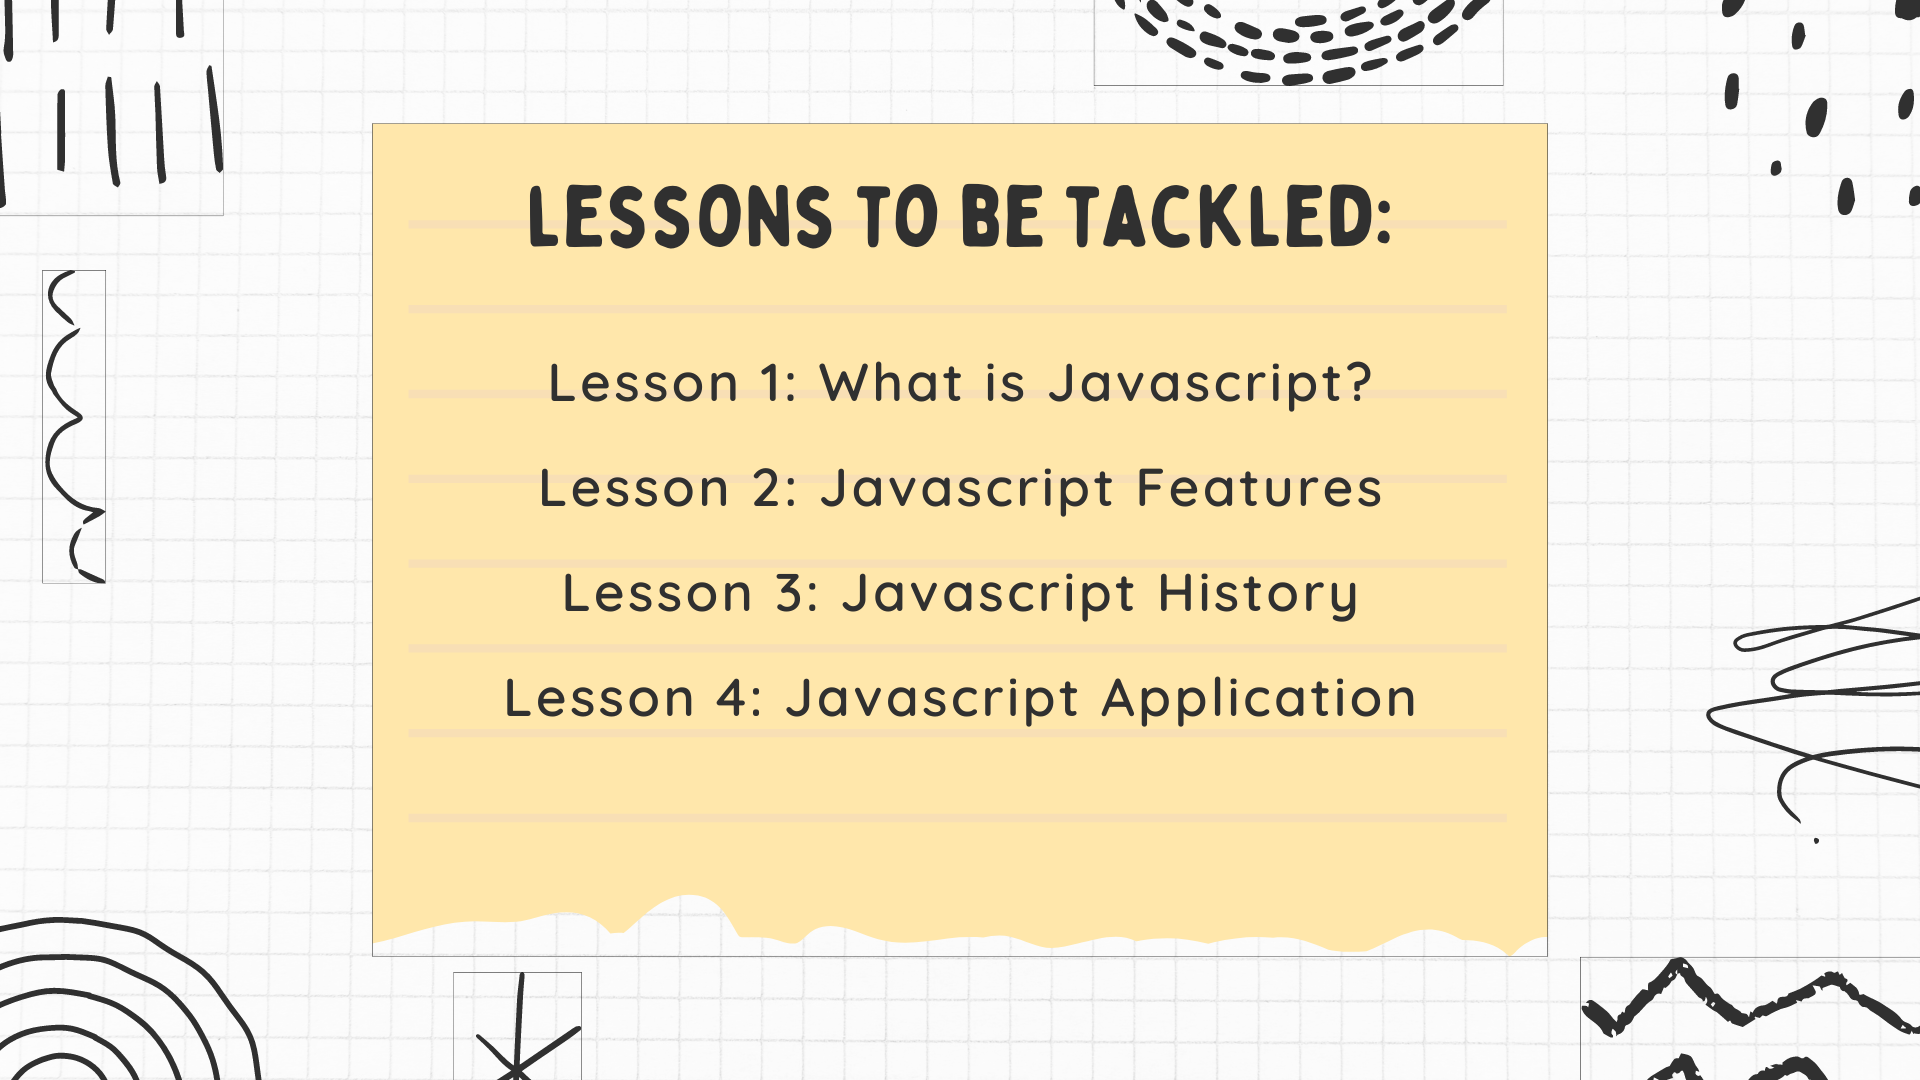 LESSONS TO BE TACKLED:
Lesson 1: What is Javascript?
Lesson 2: Javascript Features
Lesson 3: Javascript History
Lesson 4: Javascript Application